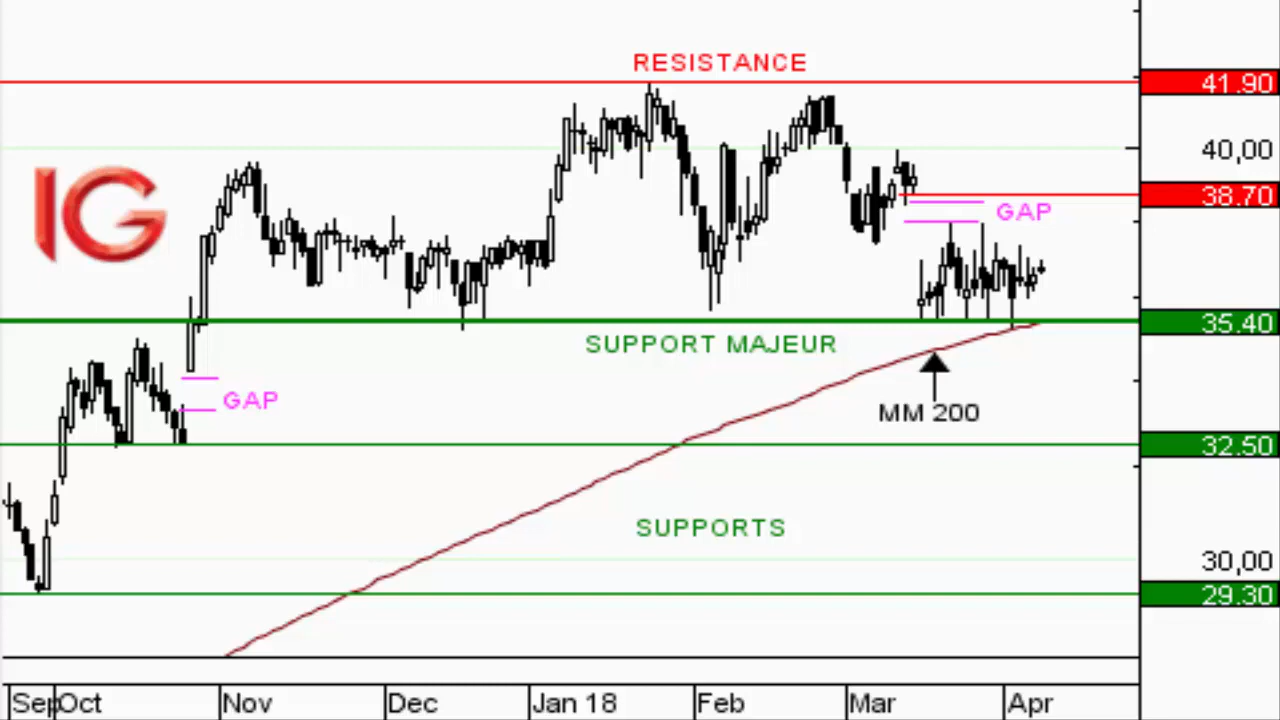 RESISTANCE
41.90
40,00
IG
38.70
GAP
35.40
SUPPORT MAJEUR
GAP
MM 200
32.50
SUPPORTS
30,00
29.30
Sep Oct Nov Dec Jan 18 Feb Mar Apr